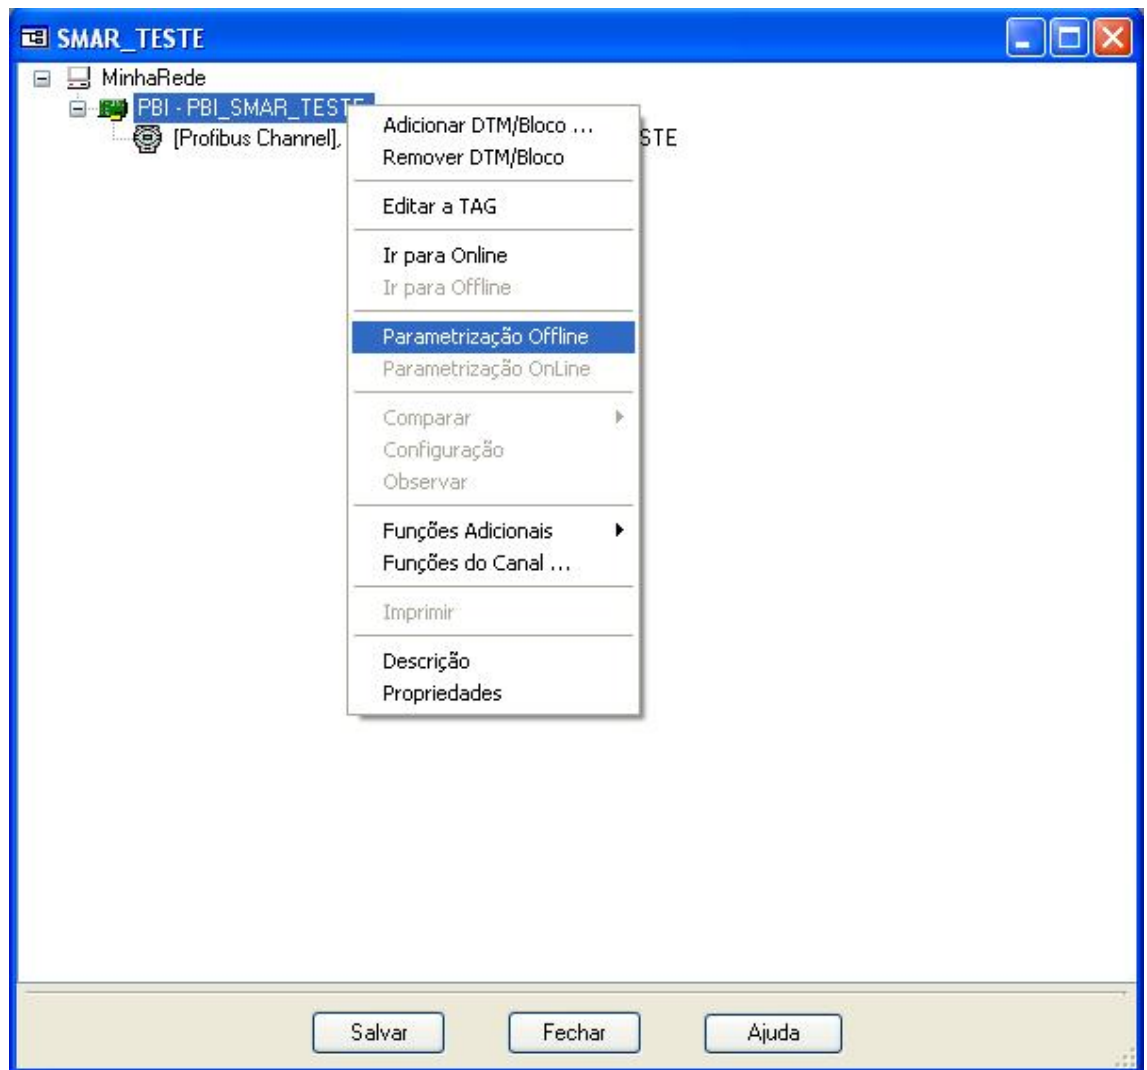 SMAR_TESTE
MinhaRede
PBI - PBI_SMAR_TESTE
[Profibus Channel], STE
Adicionar DTM/Bloco ...
Remover DTM/Bloco
Editar a TAG
Ir para Online
Ir para Offline
Parametrização Offline
Parametrização OnLine
Comparar
Configuração
Observar
Funções Adicionais
Funções do Canal ...
Imprimir
Descrição
Propriedades
Salvar Fechar Ajuda